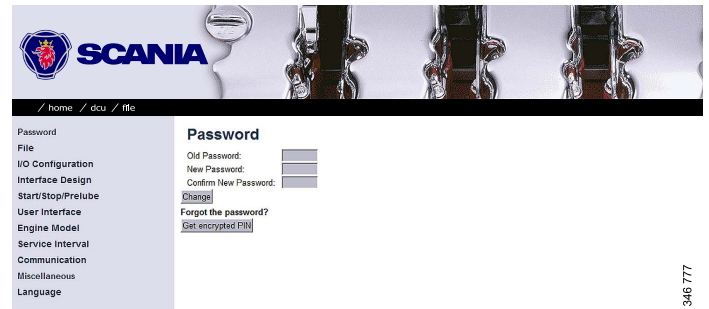 SCANIA
/ home / dcu / file
Password
File
I/O Configuration
Interface Design
Start/Stop/Prelube
User Interface
Engine Model
Service Interval
Communication
Miscellaneous
Language
Password
Old Password:
New Password:
Confirm New Password:
Change
Forgot the password?
Get encrypted PIN
346 777